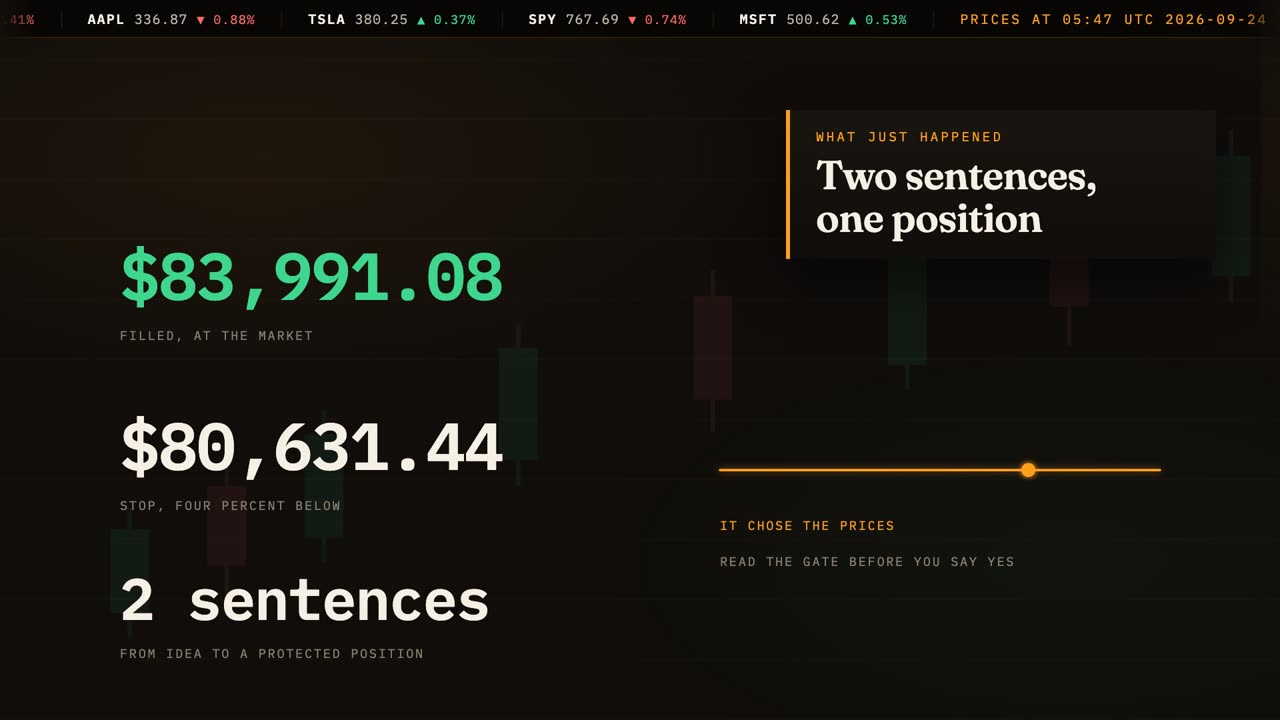 41% AAPL 336.87 ▼ 0.88% TSLA 380.25 ▲ 0.37% SPY 767.69 ▼ 0.74% MSFT 500.62 ▲ 0.53% PRICES AT 05:47 UTC 2026-09-24
WHAT JUST HAPPENED
Two sentences,
one position
$83,991.08
FILLED, AT THE MARKET
$80,631.44
STOP, FOUR PERCENT BELOW
2 sentences
FROM IDEA TO A PROTECTED POSITION
IT CHOSE THE PRICES
READ THE GATE BEFORE YOU SAY YES